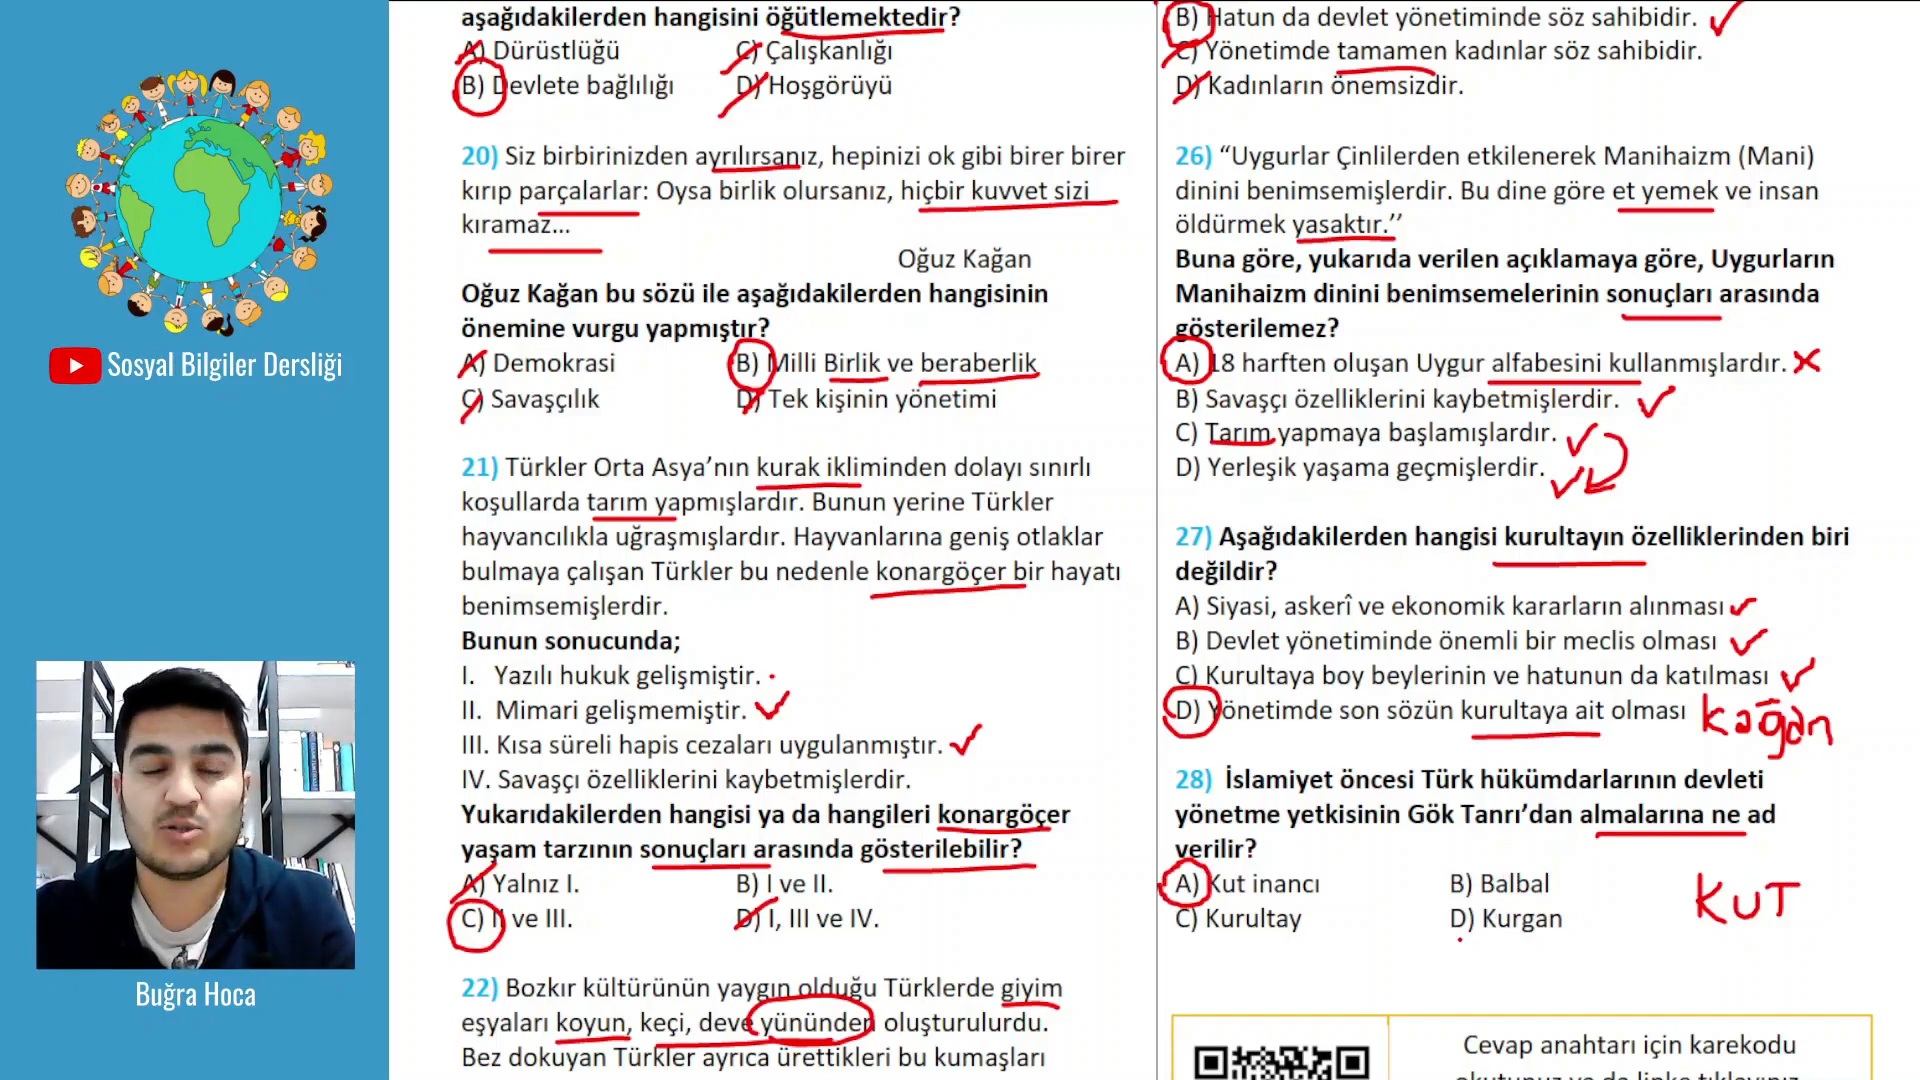 Sosyal Bilgiler Dersliği
Buğra Hoca
aşağıdakilerden hangisini öğütlemektedir?
A) Dürüstlüğü C) Çalışkanlığı
B) Devlete bağlılığı D) Hoşgörüyü
20) Siz birbirinizden ayrılırsanız, hepinizi ok gibi birer birer
kırıp parçalarlar: Oysa birlik olursanız, hiçbir kuvvet sizi
kıramaz...
Oğuz Kağan
Oğuz Kağan bu sözü ile aşağıdakilerden hangisinin
önemine vurgu yapmıştır?
A) Demokrasi B) Milli Birlik ve beraberlik
C) Savaşçılık D) Tek kişinin yönetimi
21) Türkler Orta Asya’nın kurak ikliminden dolayı sınırlı
koşullarda tarım yapmışlardır. Bunun yerine Türkler
hayvancılıkla uğraşmışlardır. Hayvanlarına geniş otlaklar
bulmaya çalışan Türkler bu nedenle konargöçer bir hayatı
benimsemişlerdir.
Bunun sonucunda;
I. Yazılı hukuk gelişmiştir.
II. Mimari gelişmemiştir.
III. Kısa süreli hapis cezaları uygulanmıştır.
IV. Savaşçı özelliklerini kaybetmişlerdir.
Yukarıdakilerden hangisi ya da hangileri konargöçer
yaşam tarzının sonuçları arasında gösterilebilir?
A) Yalnız I. B) I ve II.
C) II ve III. D) I, III ve IV.
22) Bozkır kültürünün yaygın olduğu Türklerde giyim
eşyaları koyun, keçi, deve yününden oluşturulurdu.
Bez dokuyan Türkler ayrıca ürettikleri bu kumaşları
B) Hatun da devlet yönetiminde söz sahibidir.
C) Yönetimde tamamen kadınlar söz sahibidir.
D) Kadınların önemsizdir.
26) “Uygurlar Çinlilerden etkilenerek Manihaizm (Mani)
dinini benimsemişlerdir. Bu dine göre et yemek ve insan
öldürmek yasaktır.’’
Buna göre, yukarıda verilen açıklamaya göre, Uygurların
Manihaizm dinini benimsemelerinin sonuçları arasında
gösterilemez?
A) 18 harften oluşan Uygur alfabesini kullanmışlardır.
B) Savaşçı özelliklerini kaybetmişlerdir.
C) Tarım yapmaya başlamışlardır.
D) Yerleşik yaşama geçmişlerdir.
27) Aşağıdakilerden hangisi kurultayın özelliklerinden biri
değildir?
A) Siyasi, askerî ve ekonomik kararların alınması
B) Devlet yönetiminde önemli bir meclis olması
C) Kurultaya boy beylerinin ve hatunun da katılması
D) Yönetimde son sözün kurultaya ait olması kağan
28) İslamiyet öncesi Türk hükümdarlarının devleti
yönetme yetkisinin Gök Tanrı’dan almalarına ne ad
verilir?
A) Kut inancı B) Balbal
C) Kurultay D) Kurgan
KUT
Cevap anahtarı için karekodu